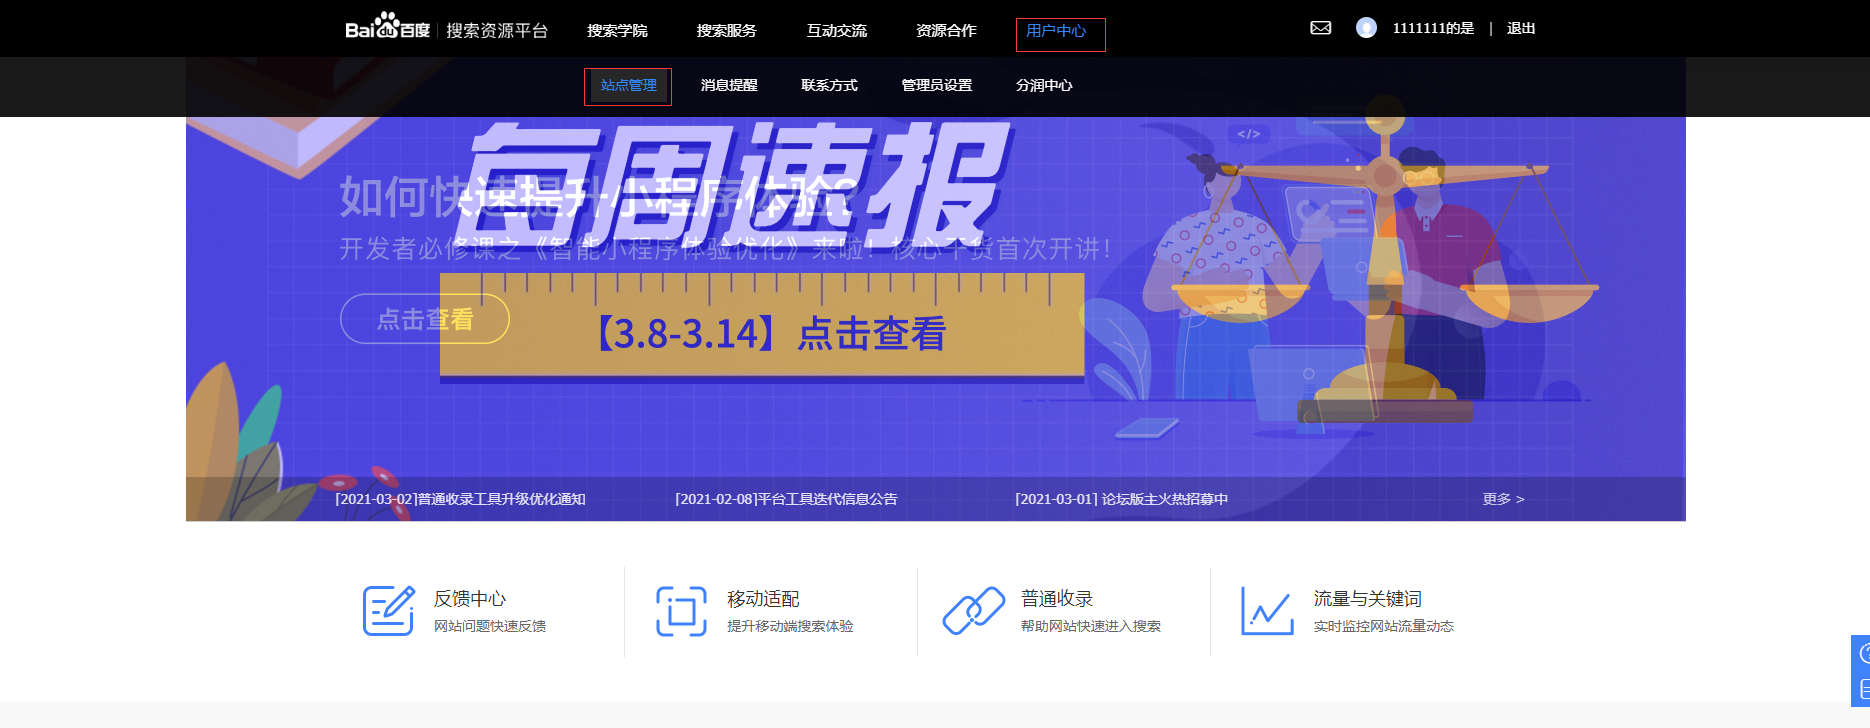 Bai du 百度 | 搜索资源平台 搜索学院 搜索服务 互动交流 资源合作 用户中心 1111111的是 | 退出
站点管理 消息提醒 联系方式 管理员设置 分润中心
</>
每周速报
如何快速提升小程序体验?
开发者必修课之《智能小程序体验优化》来啦！核心干货首次开讲！
点击查看
【3.8-3.14】点击查看
[2021-03-02]普通收录工具升级优化通知 [2021-02-08]平台工具迭代信息公告 [2021-03-01] 论坛版主火热招募中 更多 >
反馈中心 移动适配 普通收录 流量与关键词
网站问题快速反馈 提升移动端搜索体验 帮助网站快速进入搜索 实时监控网站流量动态